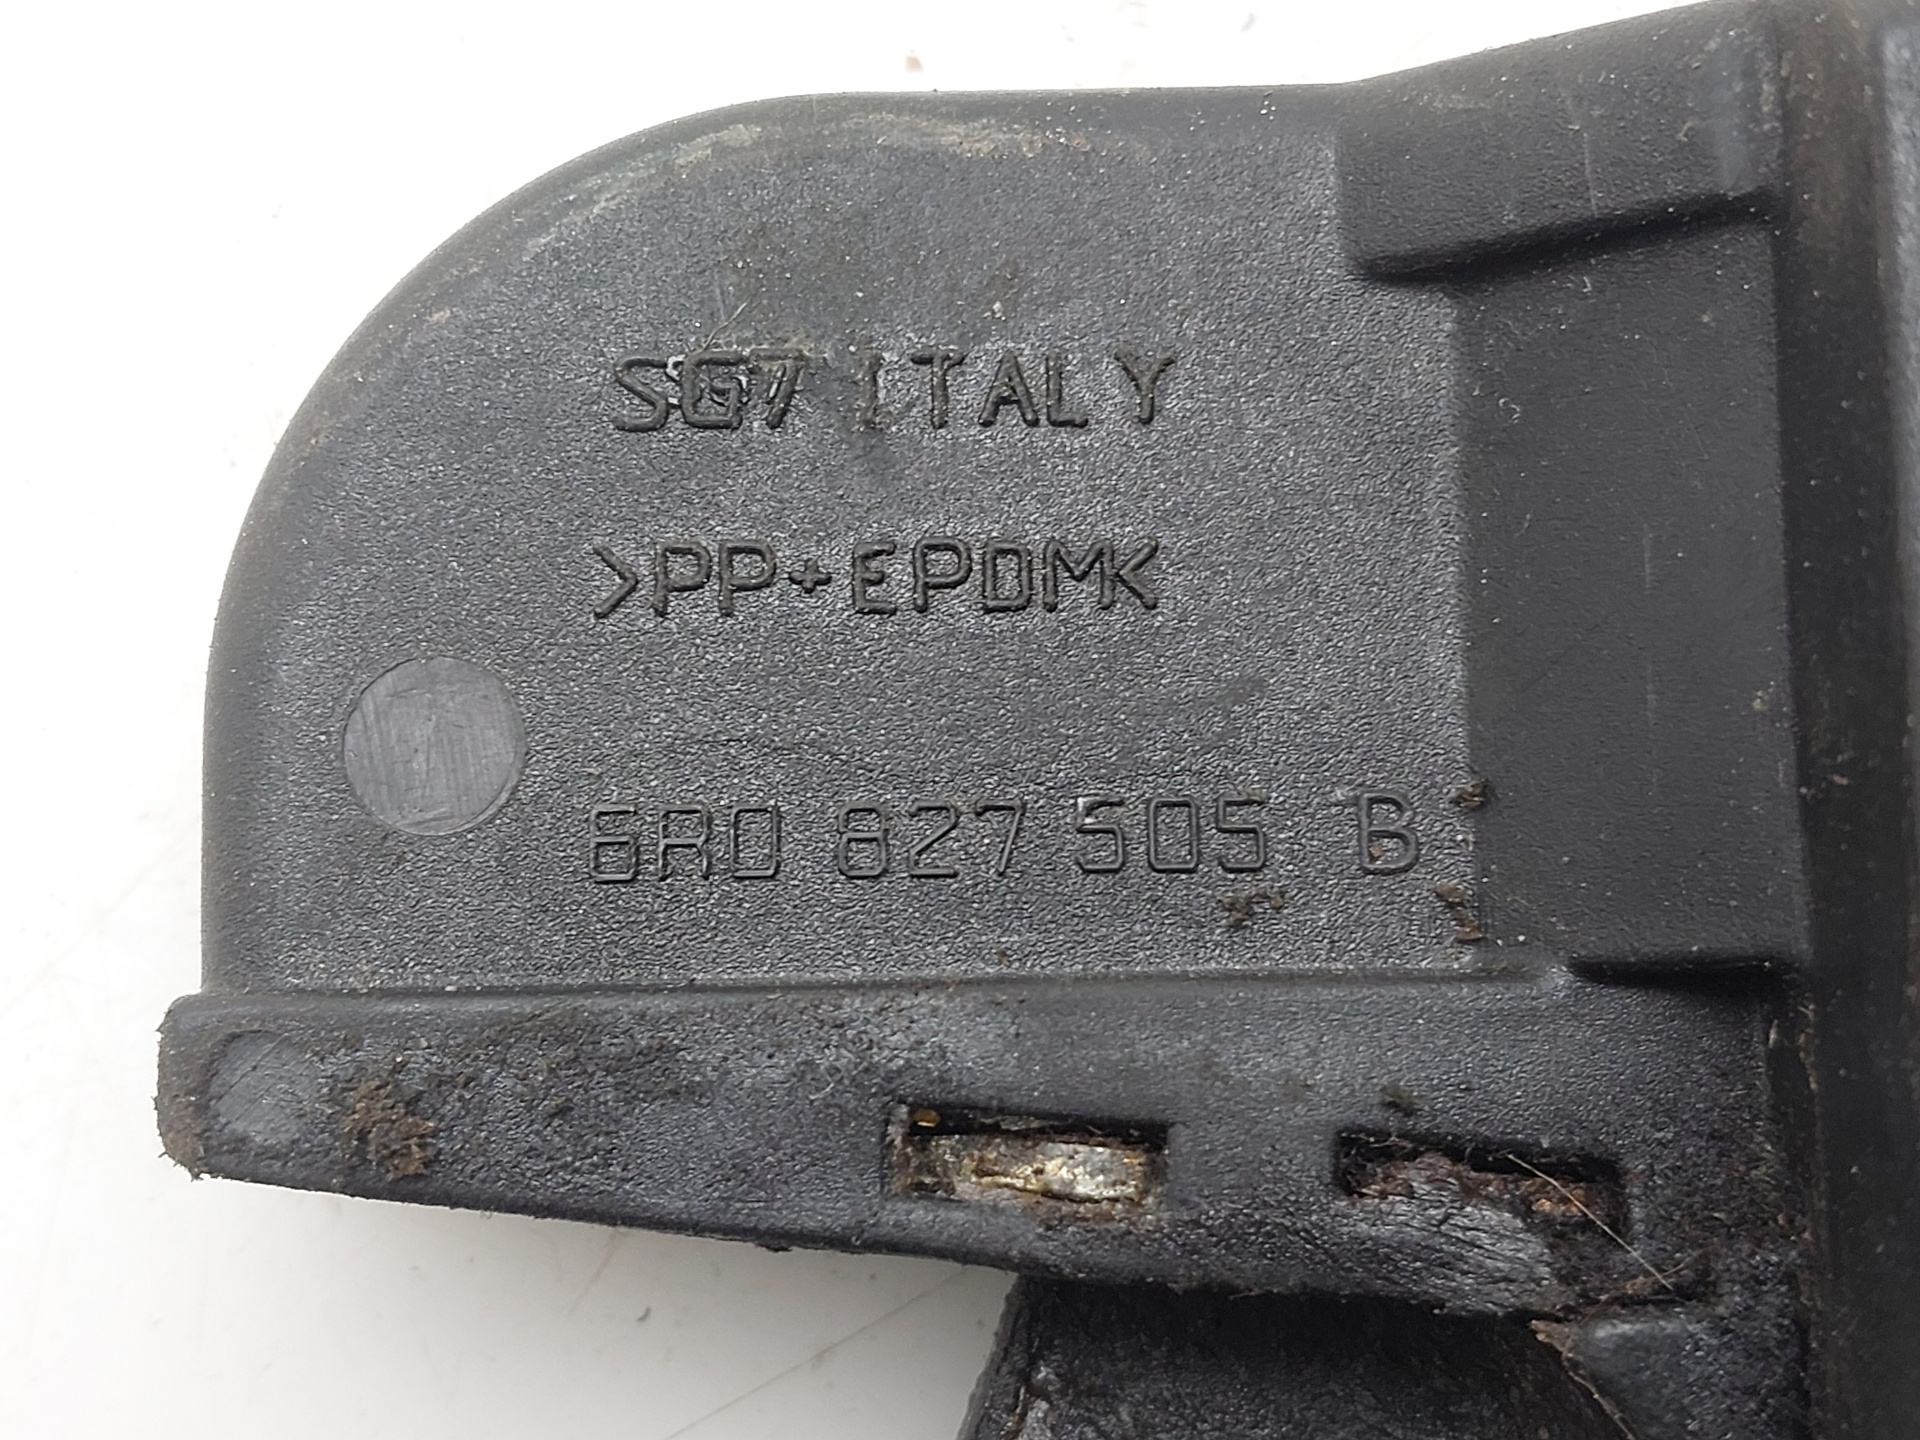 SG7 ITALY
>PP+EPDM<
6R0 827 505 B